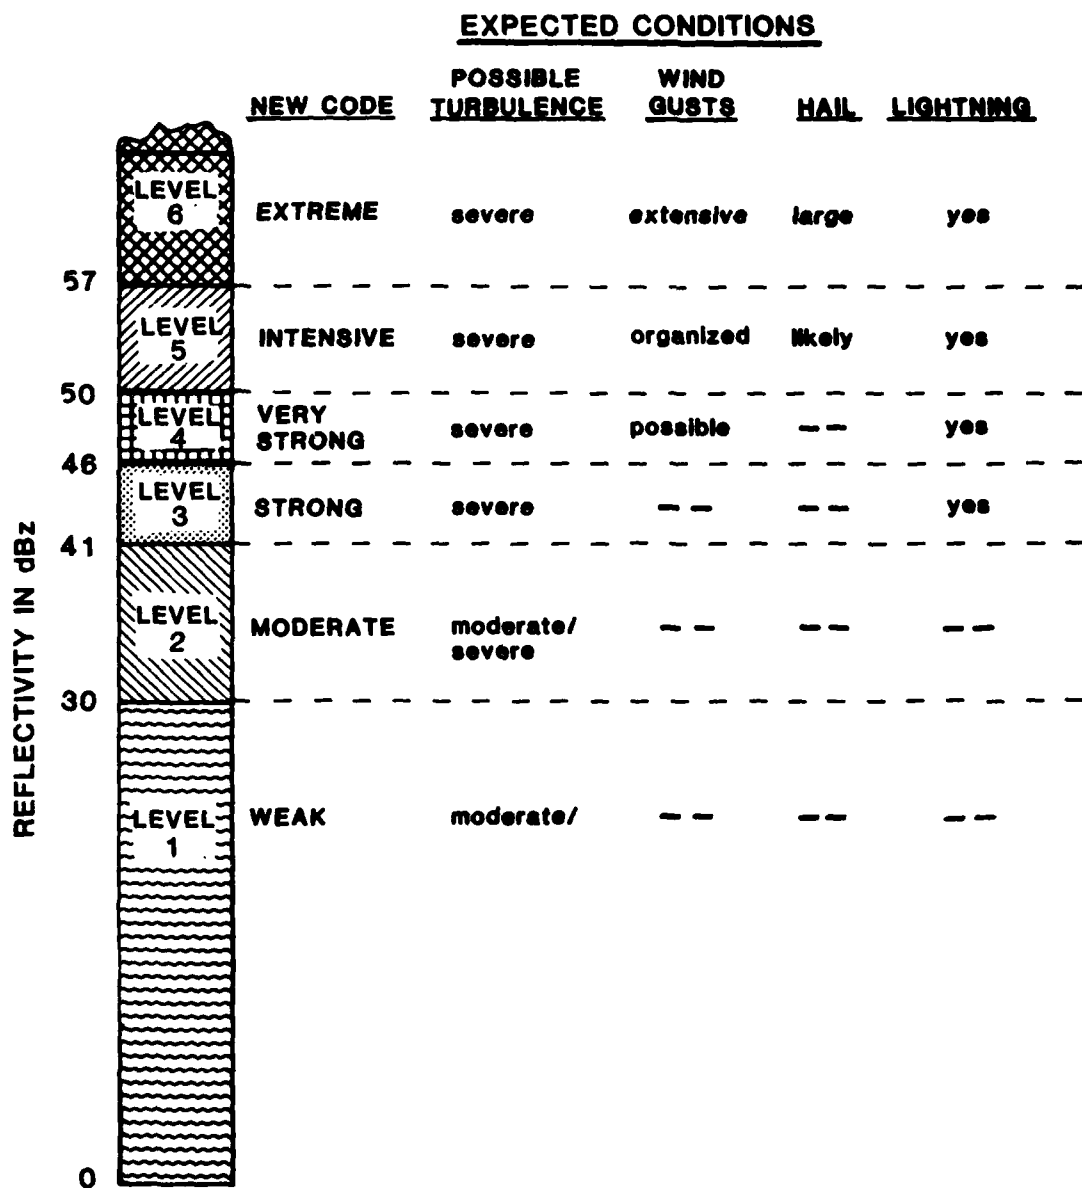 EXPECTED CONDITIONS
NEW CODE POSSIBLE TURBULENCE WIND GUSTS HAIL LIGHTNING
LEVEL 6 EXTREME severe extensive large yes
57
LEVEL 5 INTENSIVE severe organized likely yes
50
LEVEL 4 VERY STRONG severe possible -- yes
46
LEVEL 3 STRONG severe -- -- yes
41
LEVEL 2 MODERATE moderate/ severe -- -- --
30
LEVEL 1 WEAK moderate/ -- -- --
0
REFLECTIVITY IN dBz